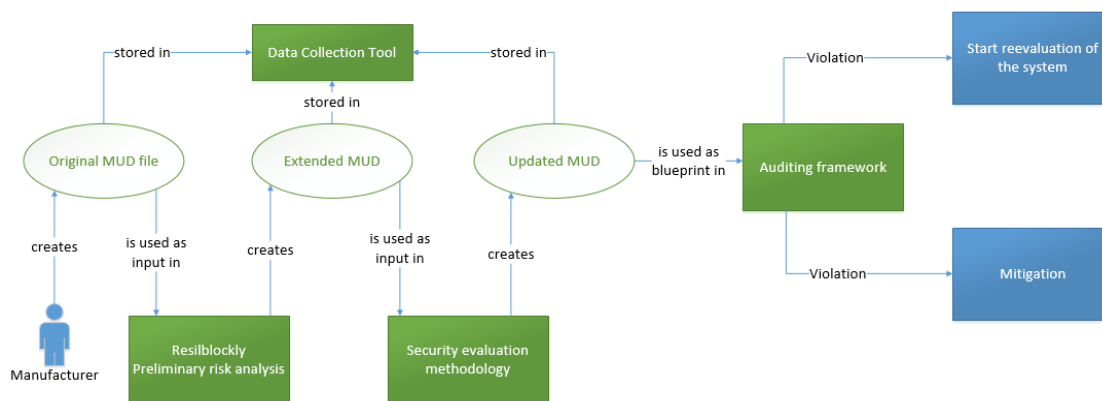 stored in
Data Collection Tool
stored in
stored in
Violation
Start reevaluation of
the system
Original MUD file
Extended MUD
Updated MUD
is used as
blueprint in
Auditing framework
creates
is used as
input in
creates
is used as
input in
creates
Violation
Mitigation
Manufacturer
Resilblockly
Preliminary risk analysis
Security evaluation
methodology